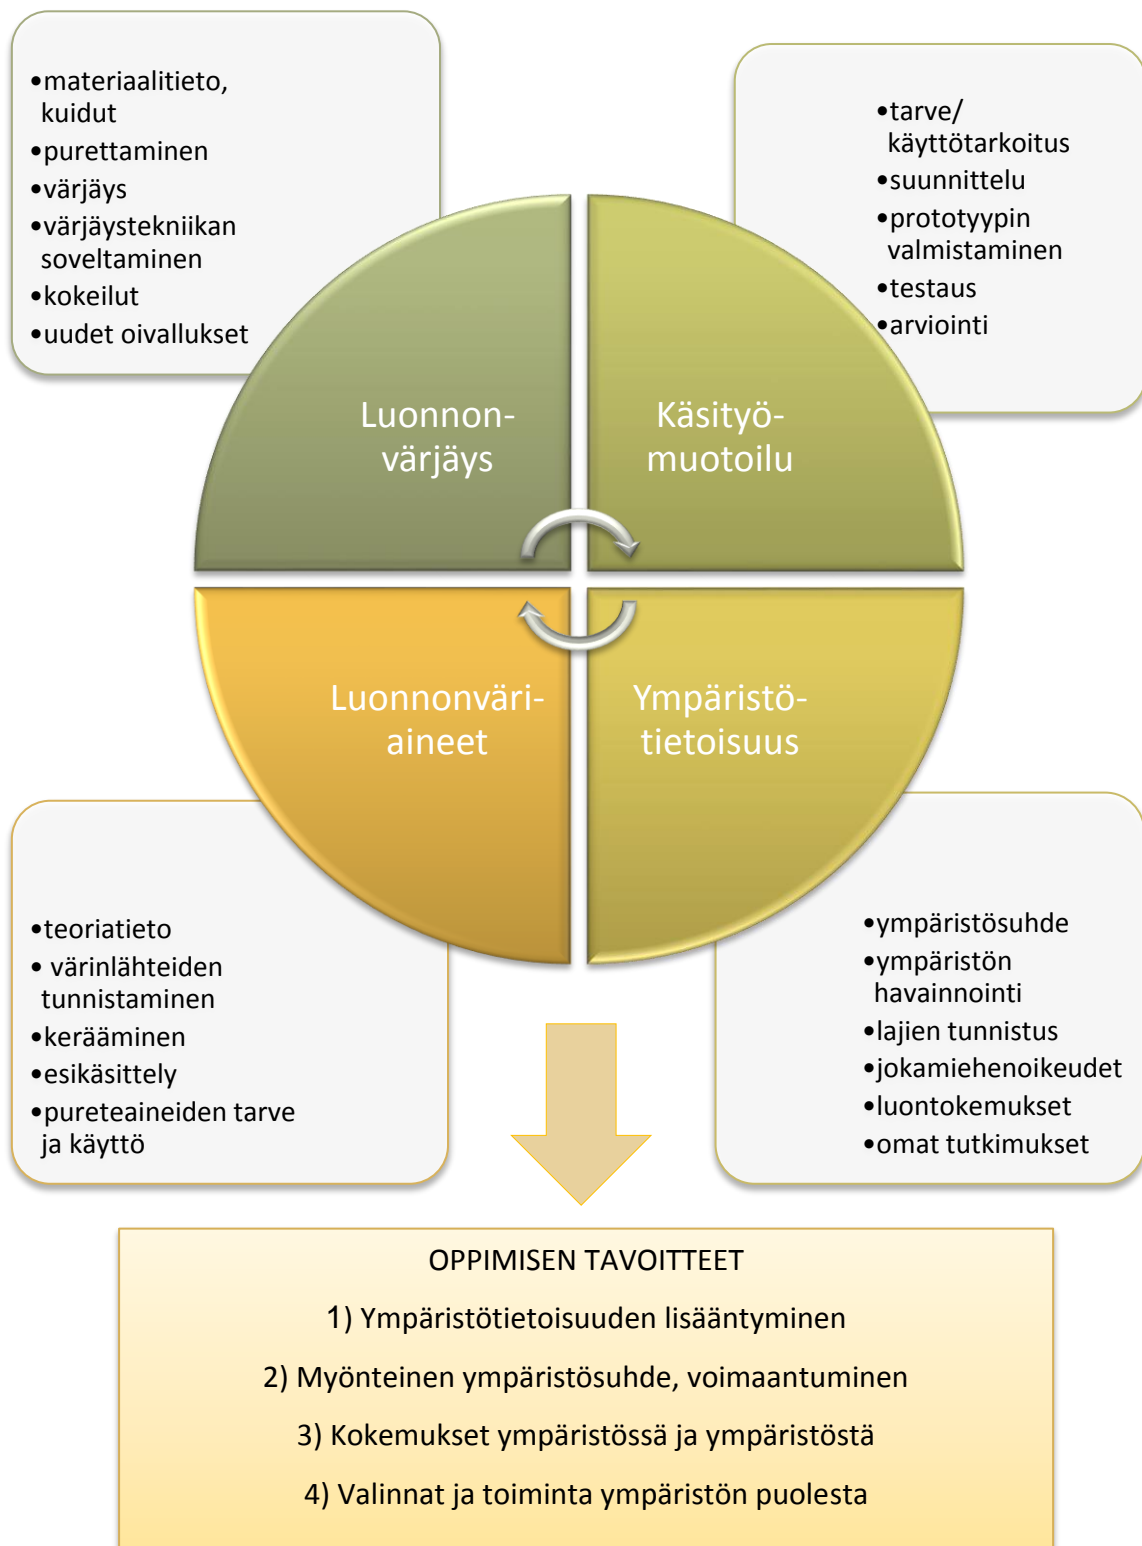 •materiaalitieto,
kuidut
•purettaminen
•värjäys
•värjäystekniikan
soveltaminen
•kokeilut
•uudet oivallukset
•tarve/
käyttötarkoitus
•suunnittelu
•prototyypin
valmistaminen
•testaus
•arviointi
Luonnon-
värjäys
Käsityö-
muotoilu
Luonnonväri-
aineet
Ympäristö-
tietoisuus
•teoriatieto
• värinlähteiden
tunnistaminen
•kerääminen
•esikäsittely
•pureteaineiden tarve
ja käyttö
•ympäristösuhde
•ympäristön
havainnointi
•lajien tunnistus
•jokamiehenoikeudet
•luontokemukset
•omat tutkimukset
OPPIMISEN TAVOITTEET
1) Ympäristötietoisuuden lisääntyminen
2) Myönteinen ympäristösuhde, voimaantuminen
3) Kokemukset ympäristössä ja ympäristöstä
4) Valinnat ja toiminta ympäristön puolesta